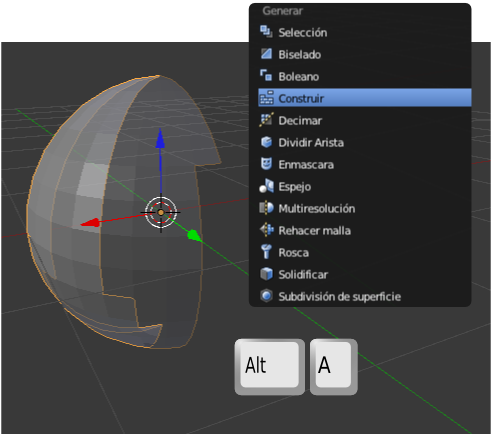 Generar
Selección
Biselado
Boleano
Construir
Decimar
Dividir Arista
Enmascara
Espejo
Multiresolución
Rehacer malla
Rosca
Solidificar
Subdivisión de superficie
Alt A